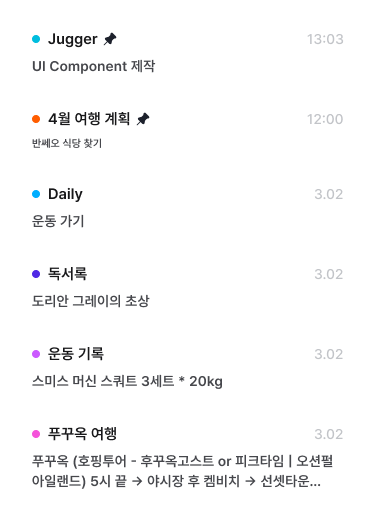 Jugger 13:03
UI Component 제작
4월 여행 계획 12:00
반쎄오 식당 찾기
Daily 3.02
운동 가기
독서록 3.02
도리안 그레이의 초상
운동 기록 3.02
스미스 머신 스쿼트 3세트 * 20kg
푸꾸옥 여행 3.02
푸꾸옥 (호핑투어 - 후꾸옥고스트 or 피크타임 | 오션펄
아일랜드) 5시 끝 → 야시장 후 켐비치 → 선셋타운...